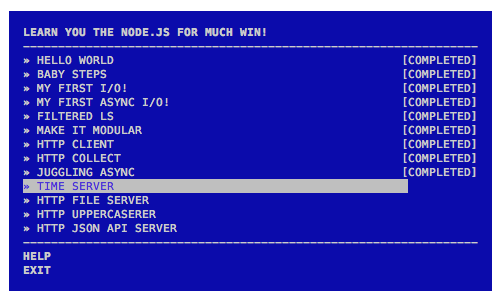 LEARN YOU THE NODE.JS FOR MUCH WIN!
» HELLO WORLD [COMPLETED]
» BABY STEPS [COMPLETED]
» MY FIRST I/O! [COMPLETED]
» MY FIRST ASYNC I/O! [COMPLETED]
» FILTERED LS [COMPLETED]
» MAKE IT MODULAR [COMPLETED]
» HTTP CLIENT [COMPLETED]
» HTTP COLLECT [COMPLETED]
» JUGGLING ASYNC [COMPLETED]
» TIME SERVER
» HTTP FILE SERVER
» HTTP UPPERCASERER
» HTTP JSON API SERVER
HELP
EXIT